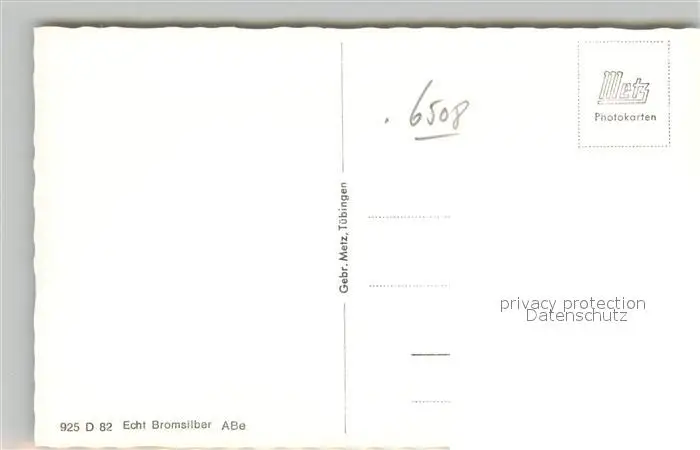 6508
Metz
Photokarten
Gebr. Metz, Tübingen
privacy protection
Datenschutz
925 D 82 Echt Bromsilber ABe